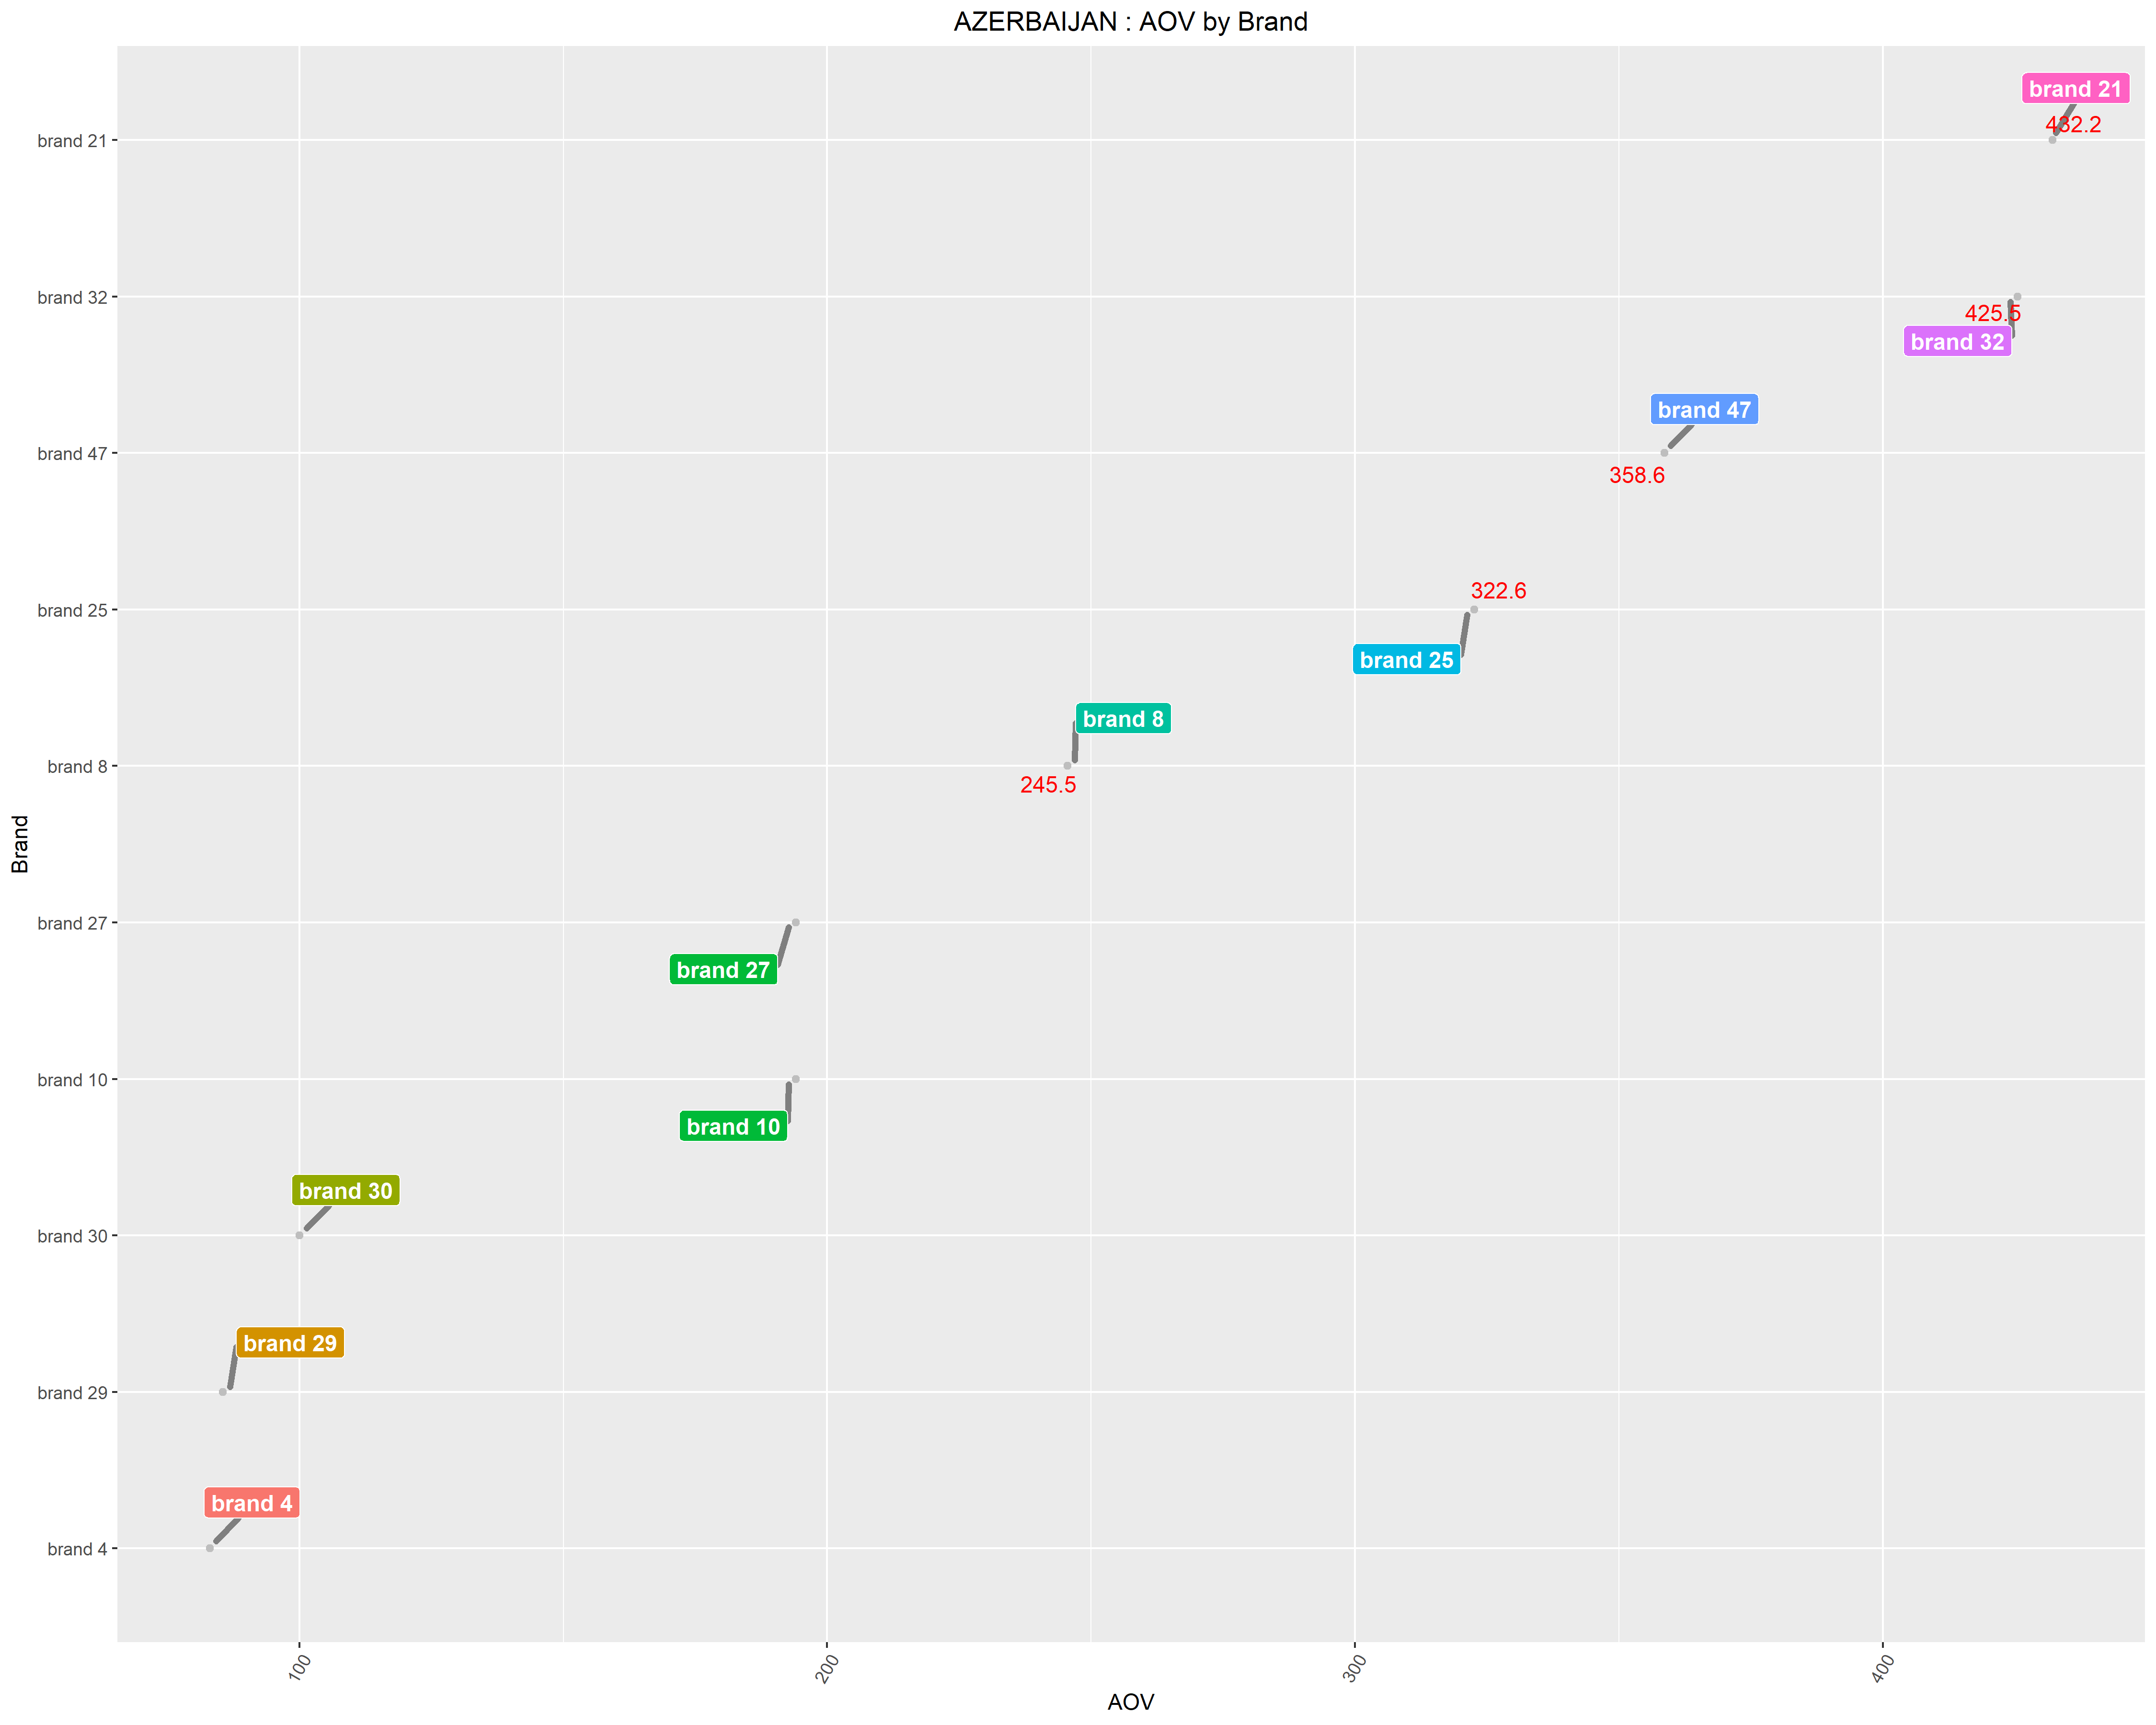 AZERBAIJAN : AOV by Brand
brand 21
brand 21
432.2
brand 32
425.5
brand 32
brand 47
brand 47
358.6
brand 25
322.6
brand 25
brand 8
brand 8
245.5
Brand
brand 27
brand 27
brand 10
brand 10
brand 30
brand 30
brand 29
brand 29
brand 4
brand 4
100
200
300
400
AOV